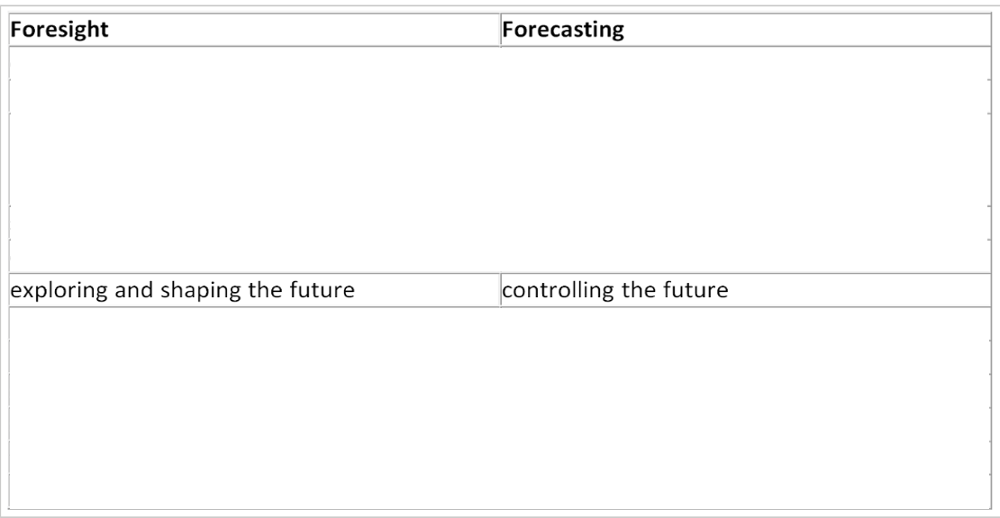 Foresight
Forecasting
exploring and shaping the future
controlling the future